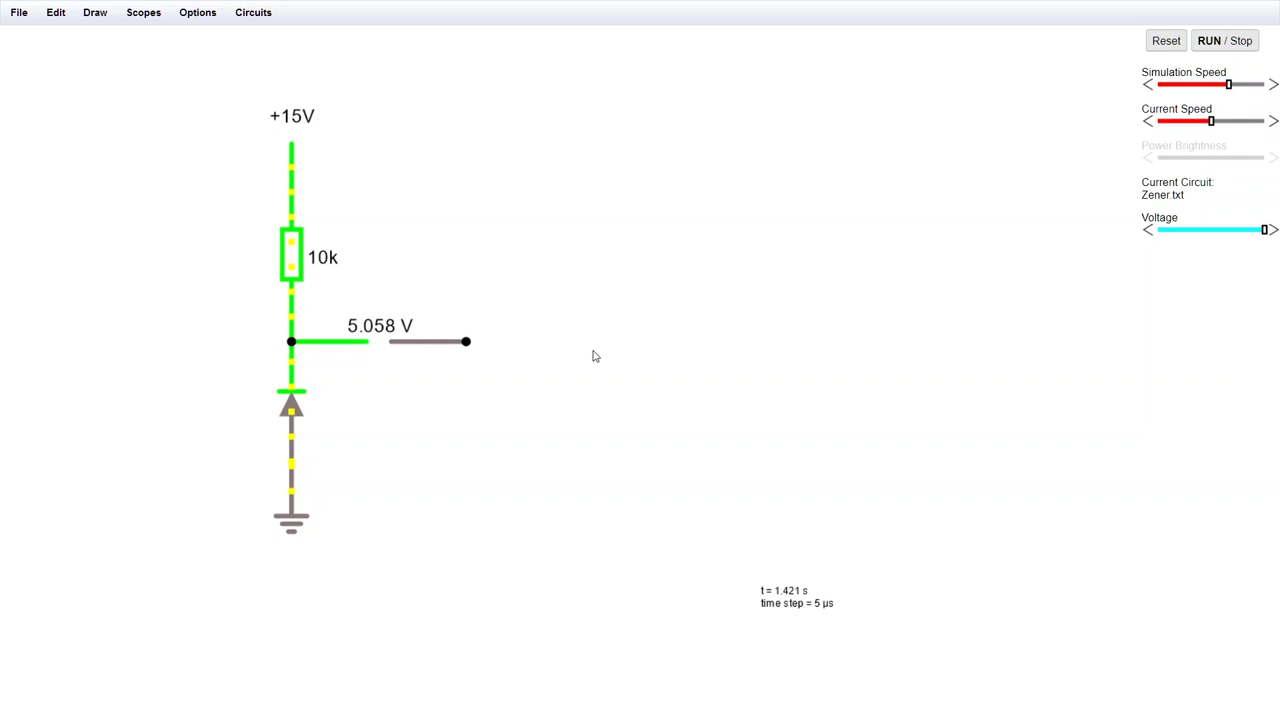 File Edit Draw Scopes Options Circuits
Reset RUN / Stop
Simulation Speed
Current Speed
Power Brightness
Current Circuit:
Zener.txt
Voltage
+15V
10k
5.058 V
t = 1.421 s
time step = 5 µs